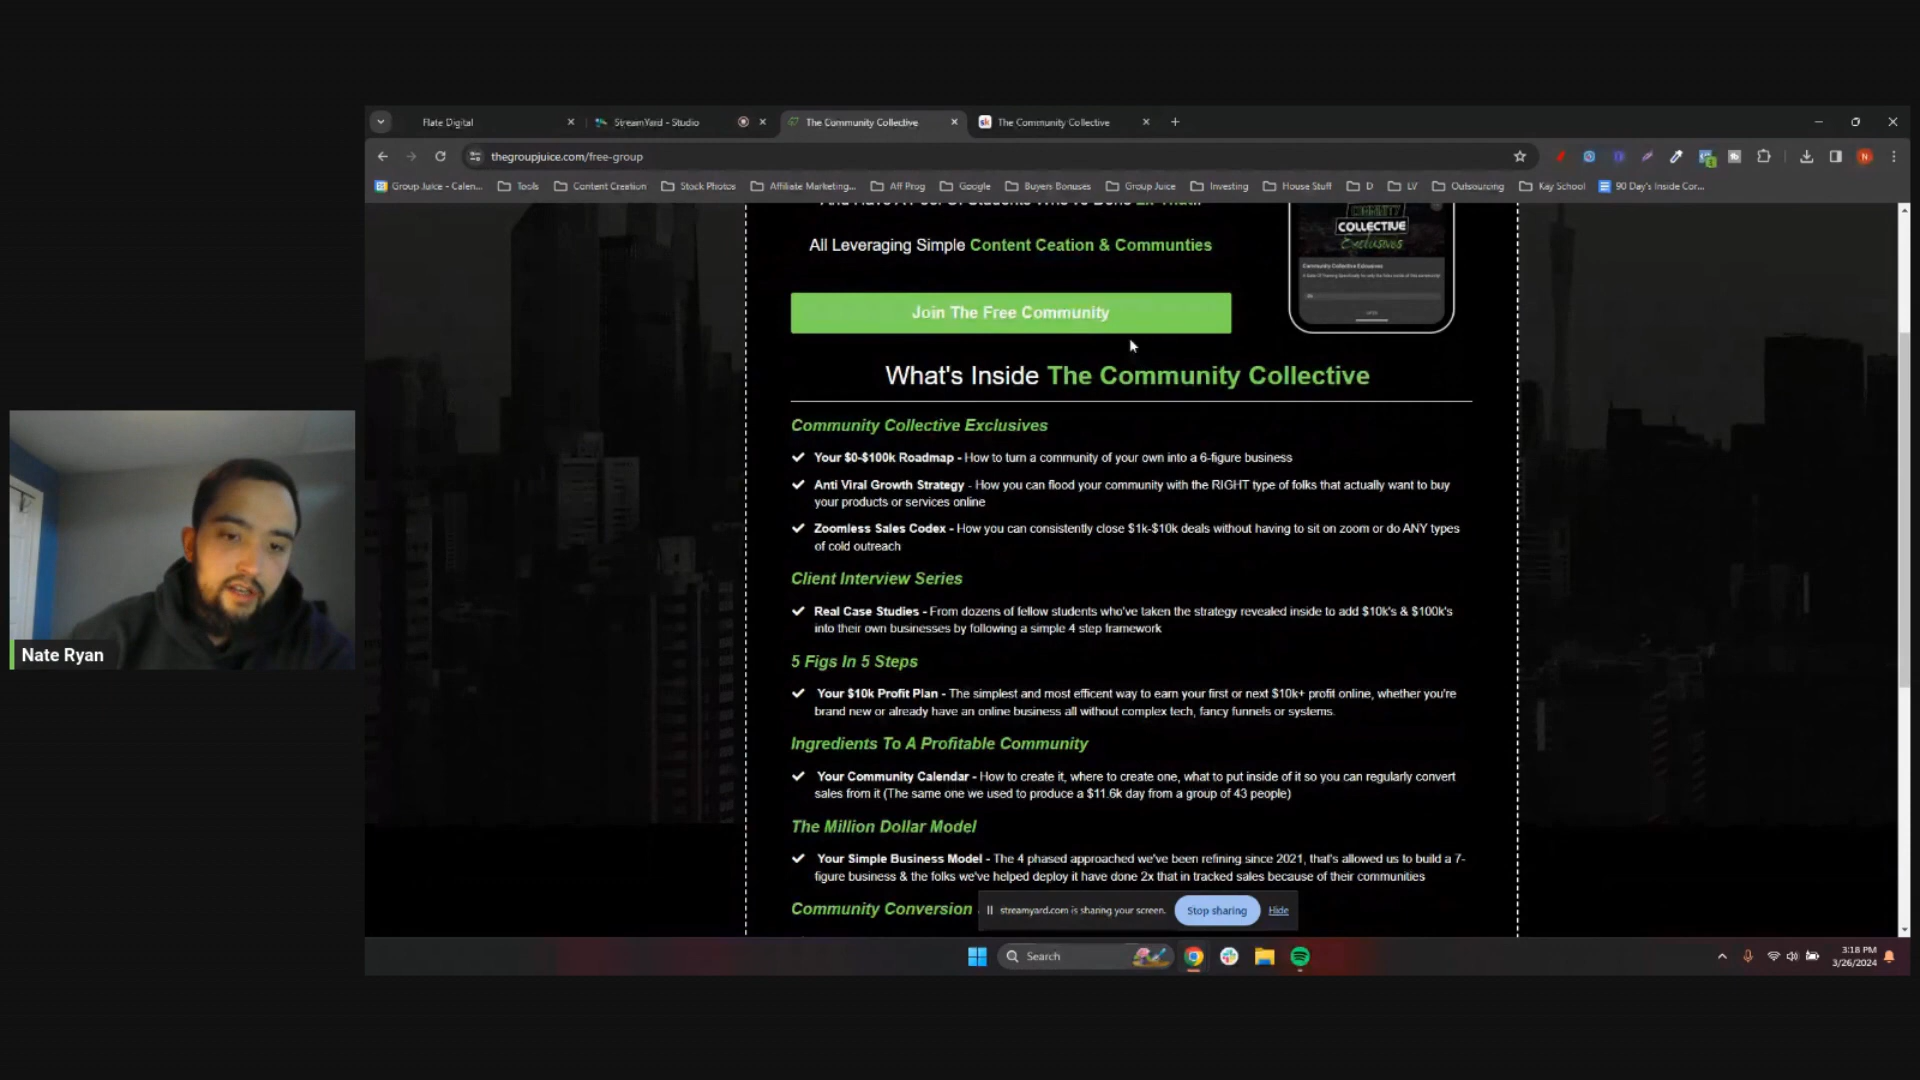 Flate Digital
StreamYard - Studio
The Community Collective
The Community Collective
thegroupjuice.com/free-group
Group Juice - Calen...
Tools
Content Creation
Stock Photos
Affiliate Marketing...
Aff Prog
Google
Buyers Bonuses
Group Juice
Investing
House Stuff
D
LV
Outsourcing
Kay School
90 Day's Inside Cor...
All Leveraging Simple Content Ceation & Communties
COMMUNITY
COLLECTIVE
Exclusives
Community Collective Exclusives
Join The Free Community
What's Inside The Community Collective
Community Collective Exclusives
Your $0-$100k Roadmap - How to turn a community of your own into a 6-figure business
Anti Viral Growth Strategy - How you can flood your community with the RIGHT type of folks that actually want to buy
your products or services online
Zoomless Sales Codex - How you can consistently close $1k-$10k deals without having to sit on zoom or do ANY types
of cold outreach
Client Interview Series
Real Case Studies - From dozens of fellow students who've taken the strategy revealed inside to add $10k's & $100k's
into their own businesses by following a simple 4 step framework
5 Figs In 5 Steps
Your $10k Profit Plan - The simplest and most efficent way to earn your first or next $10k+ profit online, whether you're
brand new or already have an online business all without complex tech, fancy funnels or systems.
Ingredients To A Profitable Community
Your Community Calendar - How to create it, where to create one, what to put inside of it so you can regularly convert
sales from it (The same one we used to produce a $11.6k day from a group of 43 people)
The Million Dollar Model
Your Simple Business Model - The 4 phased approached we've been refining since 2021, that's allowed us to build a 7-
figure business & the folks we've helped deploy it have done 2x that in tracked sales because of their communities
Community Conversion
streamyard.com is sharing your screen.
Stop sharing
Hide
Nate Ryan
Search
3:18 PM
3/26/2024